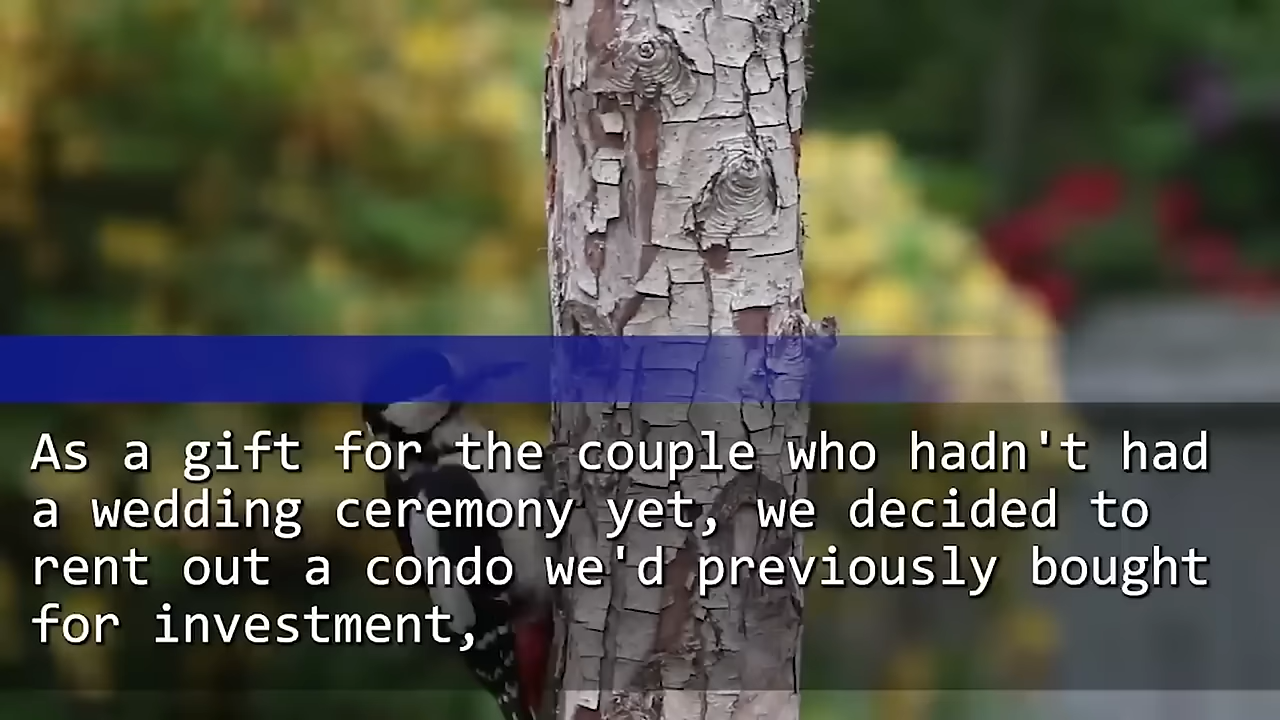 As a gift for the couple who hadn't had
a wedding ceremony yet, we decided to
rent out a condo we'd previously bought
for investment,